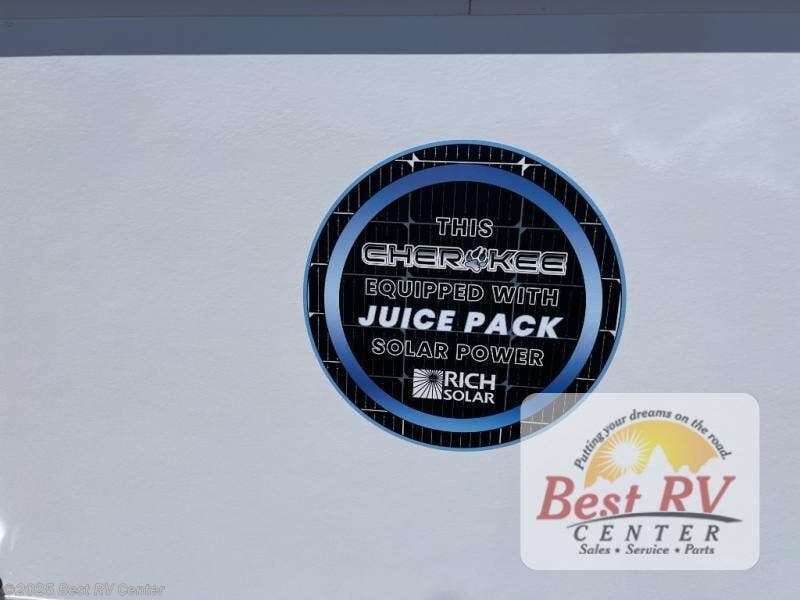 THIS
CHEROKEE
EQUIPPED WITH
JUICE PACK
SOLAR POWER
RICH
SOLAR
Putting your dreams on the road.
Best RV
CENTER
Sales • Service • Parts
©2025 Best RV Center